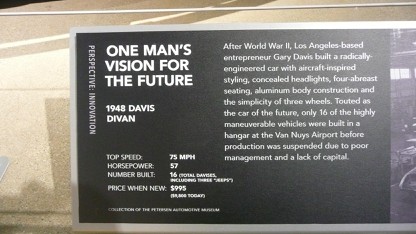 PERSPECTIVE: INNOVATION
ONE MAN'S
VISION FOR
THE FUTURE
1948 DAVIS
DIVAN
TOP SPEED: 75 MPH
HORSEPOWER: 57
NUMBER BUILT: 16 (TOTAL DAVISES,
INCLUDING THREE "JEEPS")
PRICE WHEN NEW: $995
($9,800 TODAY)
COLLECTION OF THE PETERSEN AUTOMOTIVE MUSEUM
After World War II, Los Angeles-based
entrepreneur Gary Davis built a radically-
engineered car with aircraft-inspired
styling, concealed headlights, four-abreast
seating, aluminum body construction and
the simplicity of three wheels. Touted as
the car of the future, only 16 of the highly
maneuverable vehicles were built in a
hangar at the Van Nuys Airport before
production was suspended due to poor
management and a lack of capital.